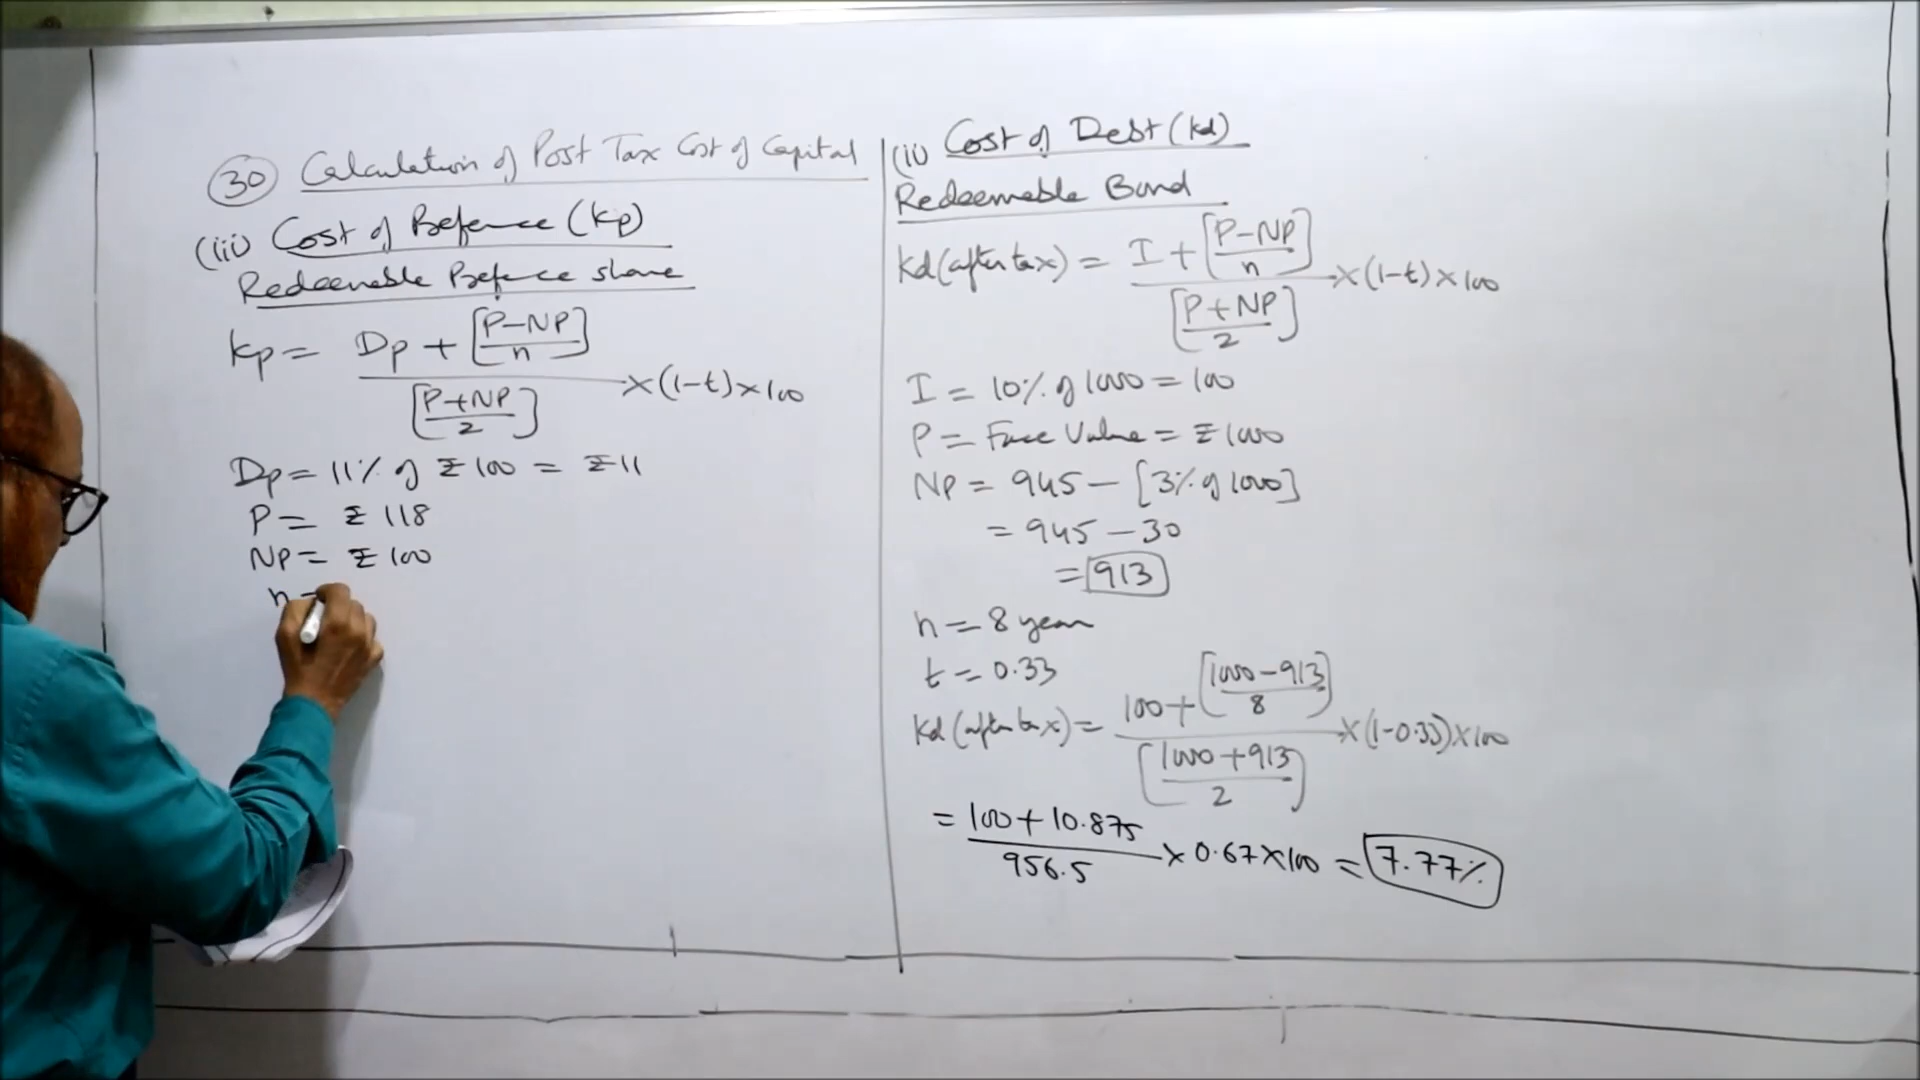 (30) Calculation of Post Tax Cost of Capital
(iii) Cost of Prefernce (Kp)
Redeemable Prefernce share
Kp = Dp + [P-NP / n] / [P+NP / 2] × (1-t) × 100
Dp = 11% of ₹ 100 = ₹ 11
P = ₹ 118
NP = ₹ 100
n =
(ii) Cost of Debt (Kd)
Redeemable Bond
Kd (after tax) = I + [P-NP / n] / [P+NP / 2] × (1-t) × 100
I = 10% of 1000 = 100
P = Face Value = ₹ 1000
NP = 945 - [3% of 1000]
= 945 - 30
= 913
n = 8 year
t = 0.33
Kd (after tax) = 100 + [1000-913 / 8] / [1000+913 / 2] × (1-0.33) × 100
= 100 + 10.875 / 956.5 × 0.67 × 100 = 7.77%